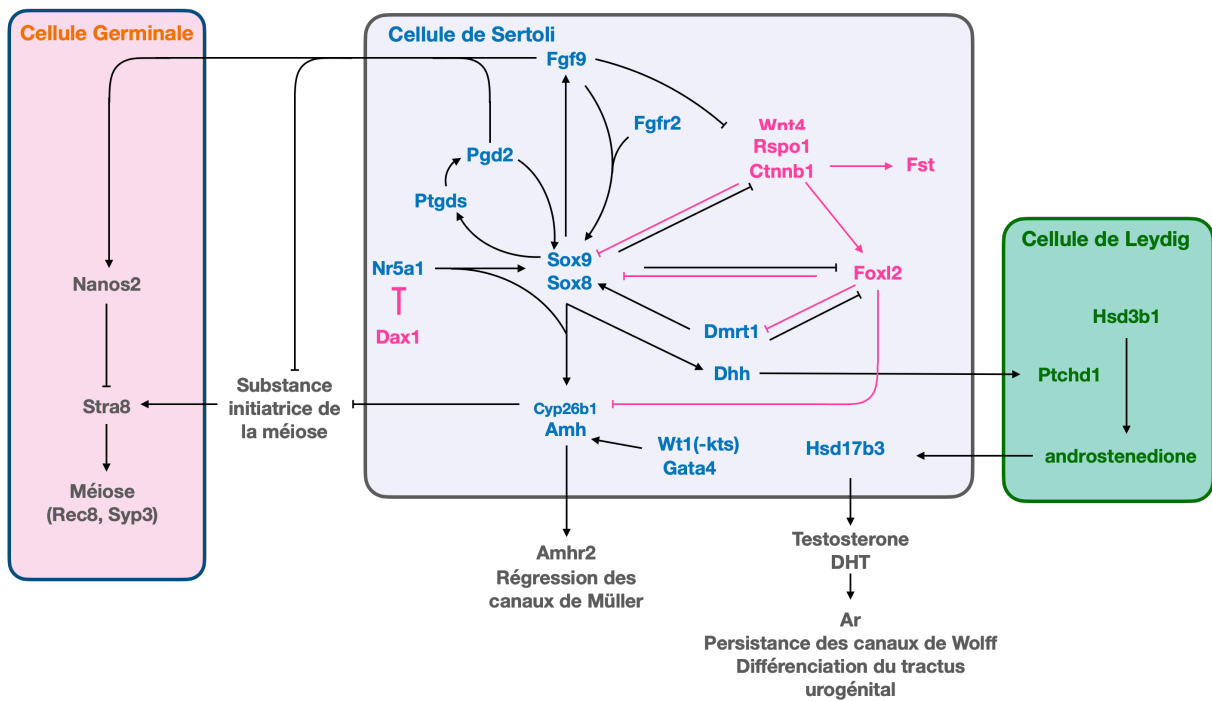 Cellule Germinale
Nanos2
Stra8
Méiose
(Rec8, Syp3)
Substance
initiatrice de
la méiose
Cellule de Sertoli
Fgf9
Fgfr2
Pgd2
Ptgds
Wnt4
Rspo1
Ctnnb1
Fst
Nr5a1
Dax1
Sox9
Sox8
Foxl2
Dmrt1
Dhh
Cyp26b1
Amh
Wt1(-kts)
Gata4
Hsd17b3
Cellule de Leydig
Hsd3b1
Ptchd1
androstenedione
Amhr2
Régression des
canaux de Müller
Testosterone
DHT
Ar
Persistance des canaux de Wolff
Différenciation du tractus
urogénital